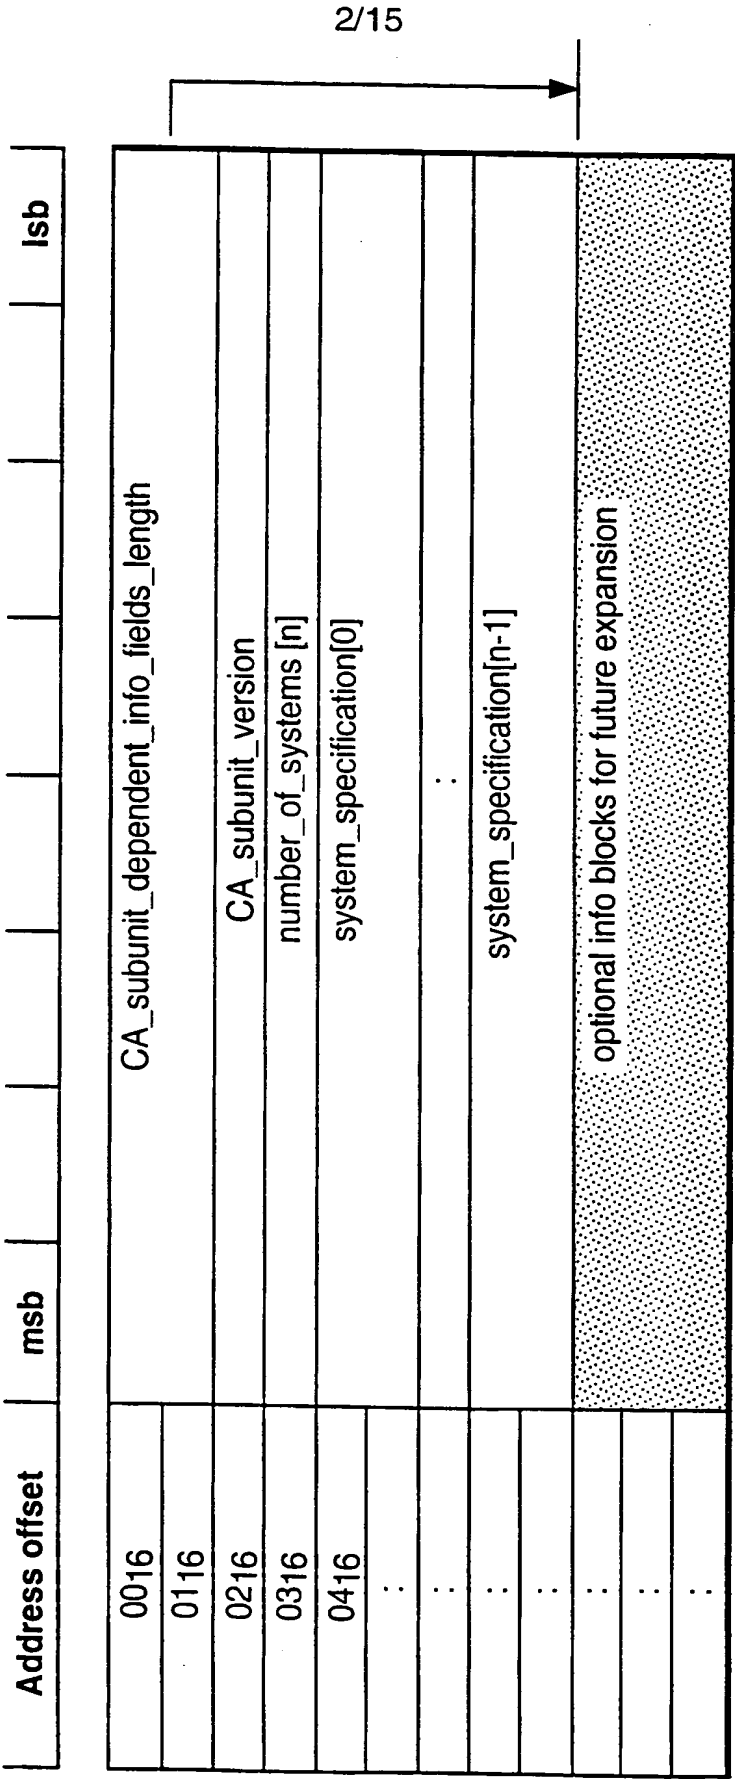 2/15
Address offset msb lsb
00₁₆ CA_subunit_dependent_info_fields_length
01₁₆
02₁₆ CA_subunit_version
03₁₆ number_of_systems [n]
04₁₆ system_specification[0]
:
: :
: system_specification[n-1]
:
: optional info blocks for future expansion
:
: